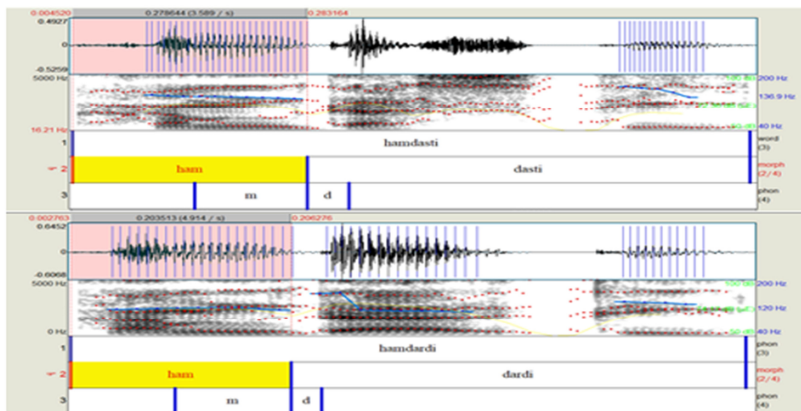 0.004520 0.278644 (3.589 / s) 0.283164
0.4927
0
-0.5259
5000 Hz 200 Hz
136.9 Hz
16.21 Hz 40 Hz
1 hamdasti word (3)
2 ham dasti morph (2/4)
3 m d phon (4)
0.002763 0.203513 (4.914 / s) 0.206276
0.6452
0
-0.6068
5000 Hz 200 Hz
120 Hz
0 Hz 40 Hz
1 hamdardi phon (3)
2 ham dardi morph (2/4)
3 m d phon (4)